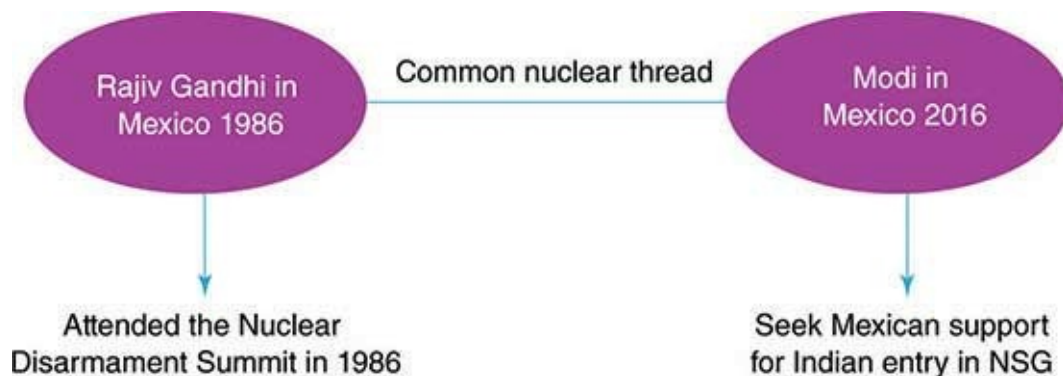 Rajiv Gandhi in
Mexico 1986
Common nuclear thread
Modi in
Mexico 2016
Attended the Nuclear
Disarmament Summit in 1986
Seek Mexican support
for Indian entry in NSG